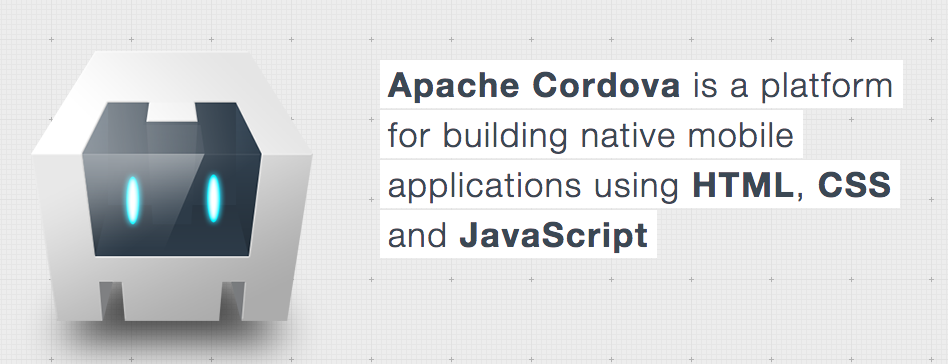 Apache Cordova is a platform
for building native mobile
applications using HTML, CSS
and JavaScript